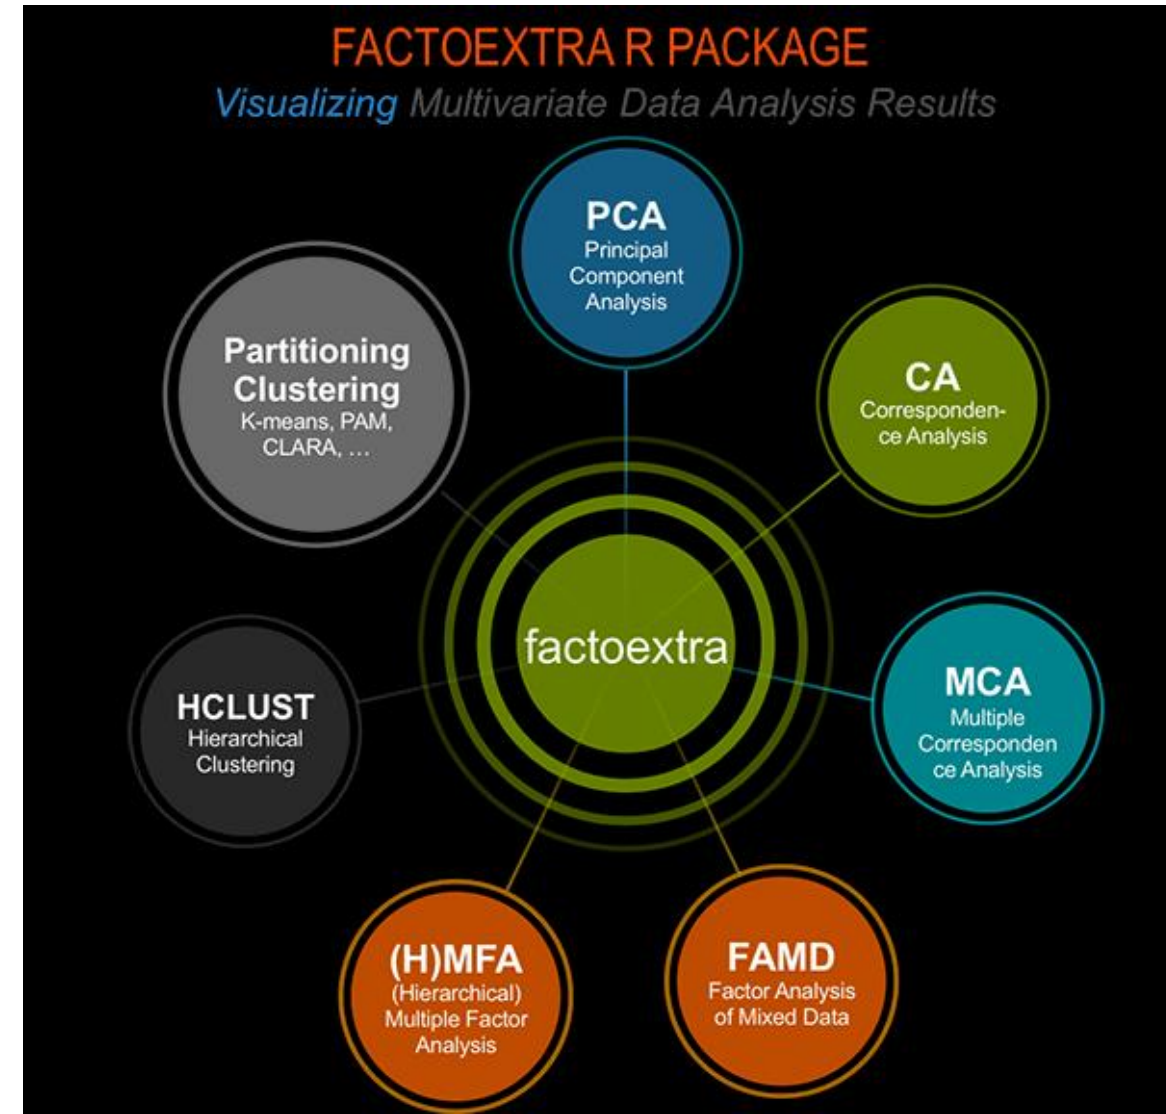 FACTOEXTRA R PACKAGE
Visualizing Multivariate Data Analysis Results
PCA
Principal
Component
Analysis
CA
Corresponden-
ce Analysis
MCA
Multiple
Corresponden
ce Analysis
FAMD
Factor Analysis
of Mixed Data
(H)MFA
(Hierarchical)
Multiple Factor
Analysis
HCLUST
Hierarchical
Clustering
Partitioning
Clustering
K-means, PAM,
CLARA, ...
factoextra